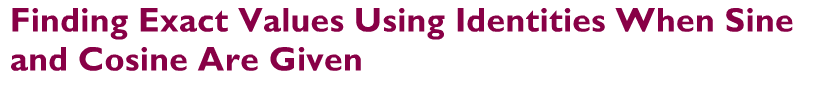 Finding Exact Values Using Identities When Sine
and Cosine Are Given